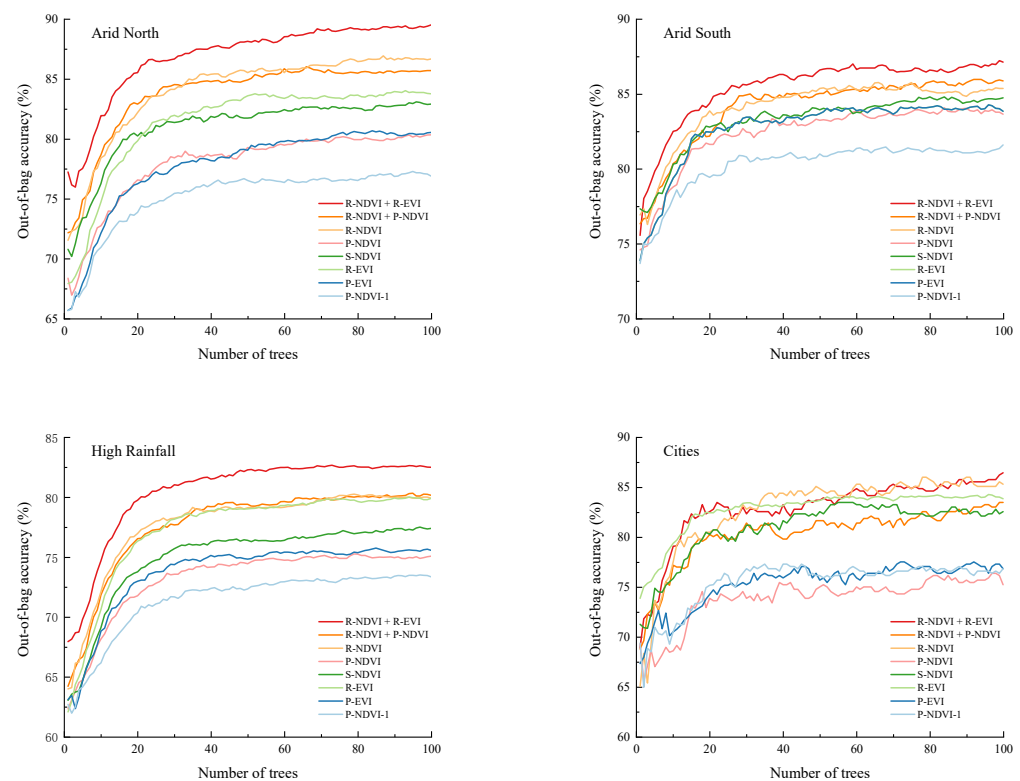 Arid North
Out-of-bag accuracy (%)
90
85
80
75
70
65
0
20
40
60
80
100
Number of trees
R-NDVI + R-EVI
R-NDVI + P-NDVI
R-NDVI
P-NDVI
S-NDVI
R-EVI
P-EVI
P-NDVI-1
Arid South
Out-of-bag accuracy (%)
90
85
80
75
70
0
20
40
60
80
100
Number of trees
R-NDVI + R-EVI
R-NDVI + P-NDVI
R-NDVI
P-NDVI
S-NDVI
R-EVI
P-EVI
P-NDVI-1
High Rainfall
Out-of-bag accuracy (%)
85
80
75
70
65
60
0
20
40
60
80
100
Number of trees
R-NDVI + R-EVI
R-NDVI + P-NDVI
R-NDVI
P-NDVI
S-NDVI
R-EVI
P-EVI
P-NDVI-1
Cities
Out-of-bag accuracy (%)
90
85
80
75
70
65
60
0
20
40
60
80
100
Number of trees
R-NDVI + R-EVI
R-NDVI + P-NDVI
R-NDVI
P-NDVI
S-NDVI
R-EVI
P-EVI
P-NDVI-1